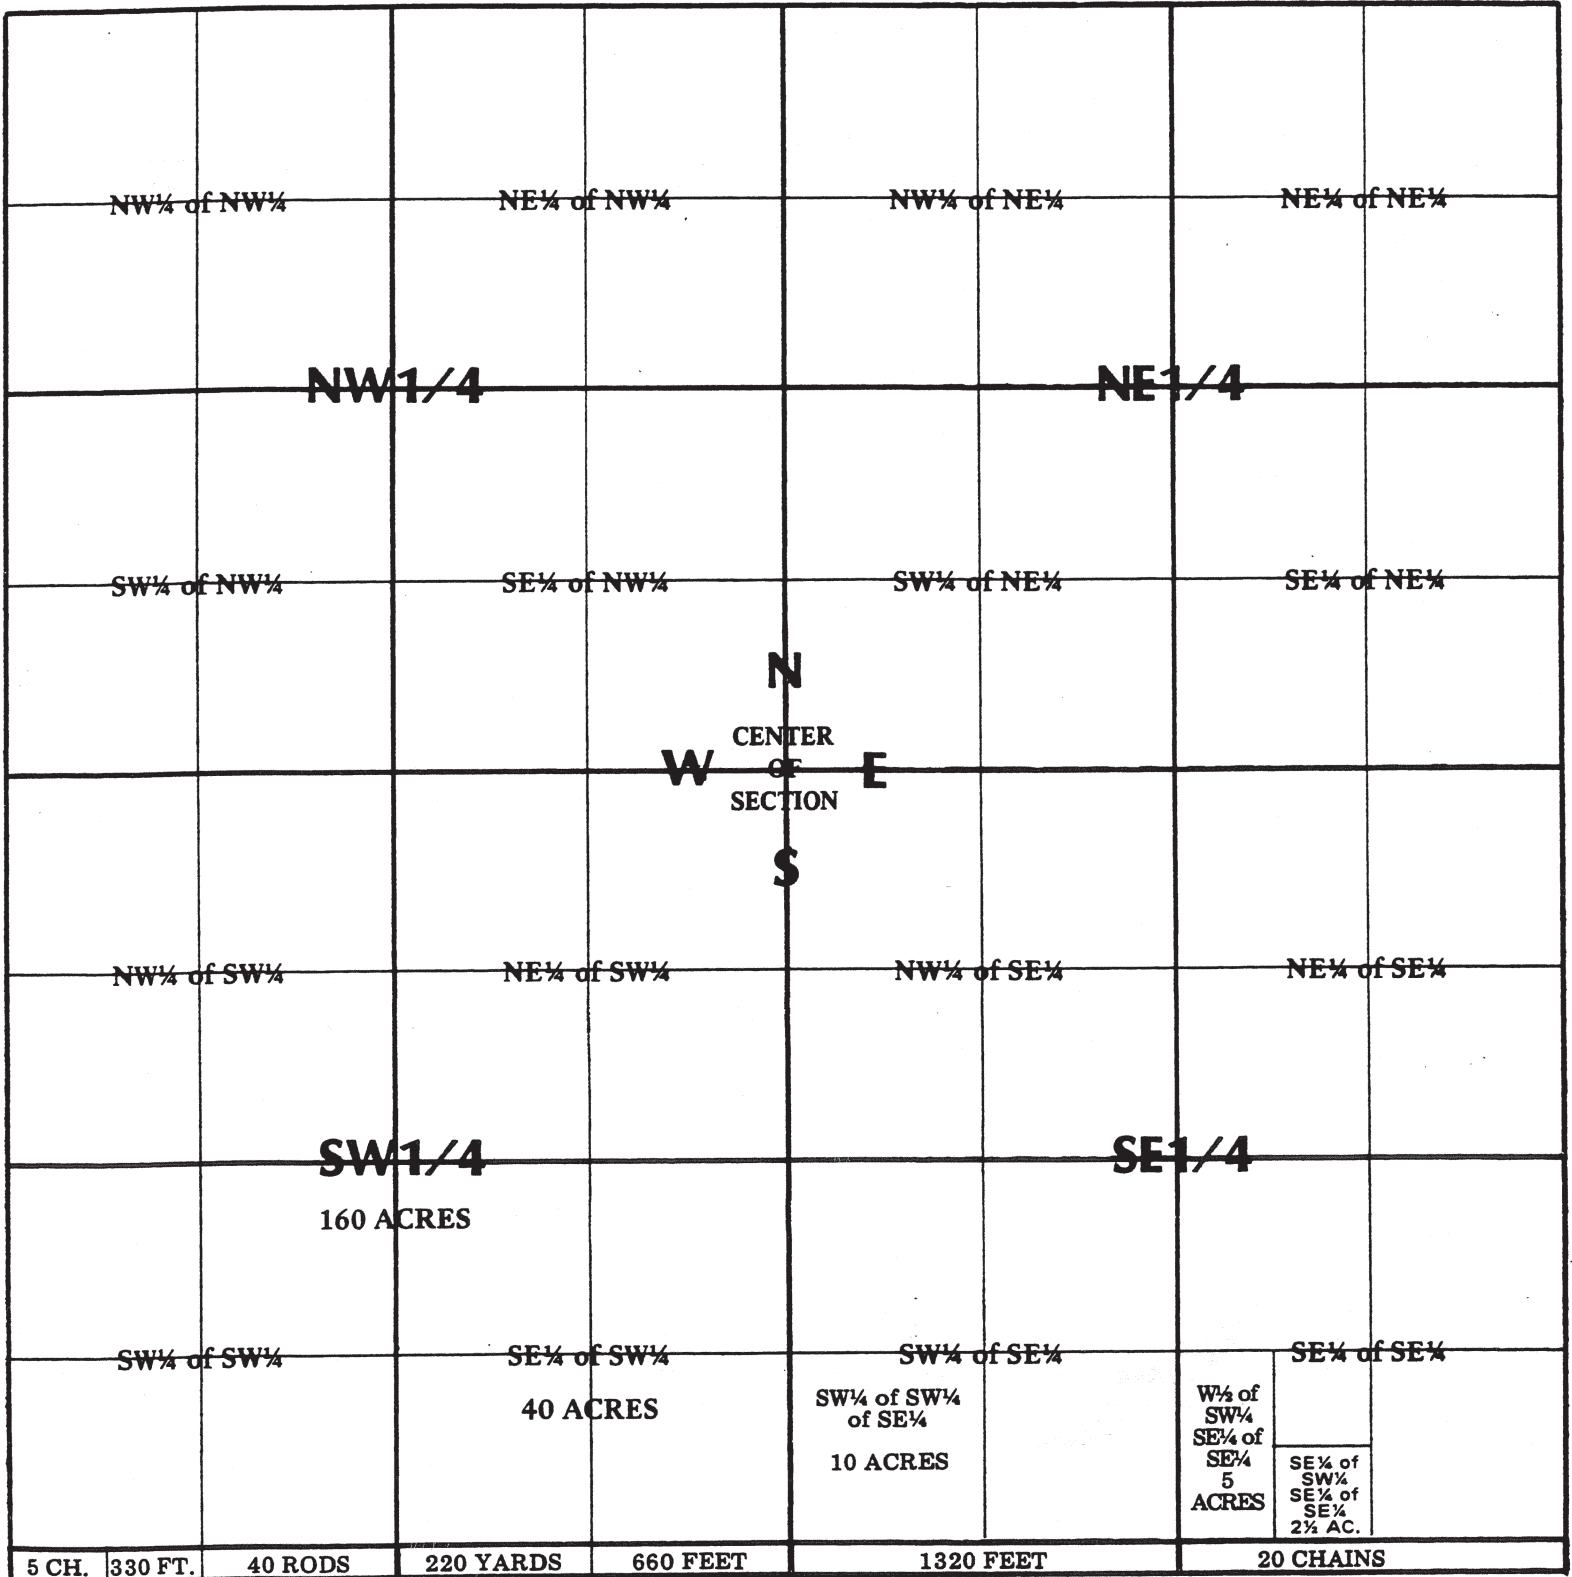 NW¼ of NW¼
NE¼ of NW¼
NW¼ of NE¼
NE¼ of NE¼
NW1/4
NE1/4
SW¼ of NW¼
SE¼ of NW¼
SW¼ of NE¼
SE¼ of NE¼
N
CENTER
W OF E
SECTION
S
NW¼ of SW¼
NE¼ of SW¼
NW¼ of SE¼
NE¼ of SE¼
SW1/4
160 ACRES
SE1/4
SW¼ of SW¼
SE¼ of SW¼
40 ACRES
SW¼ of SE¼
SW¼ of SW¼
of SE¼
10 ACRES
SE¼ of SE¼
W½ of
SW¼
SE¼ of
SE¼
5
ACRES
SE¼ of
SW¼
SE¼ of
SE¼
2½ AC.
5 CH.
330 FT.
40 RODS
220 YARDS
660 FEET
1320 FEET
20 CHAINS